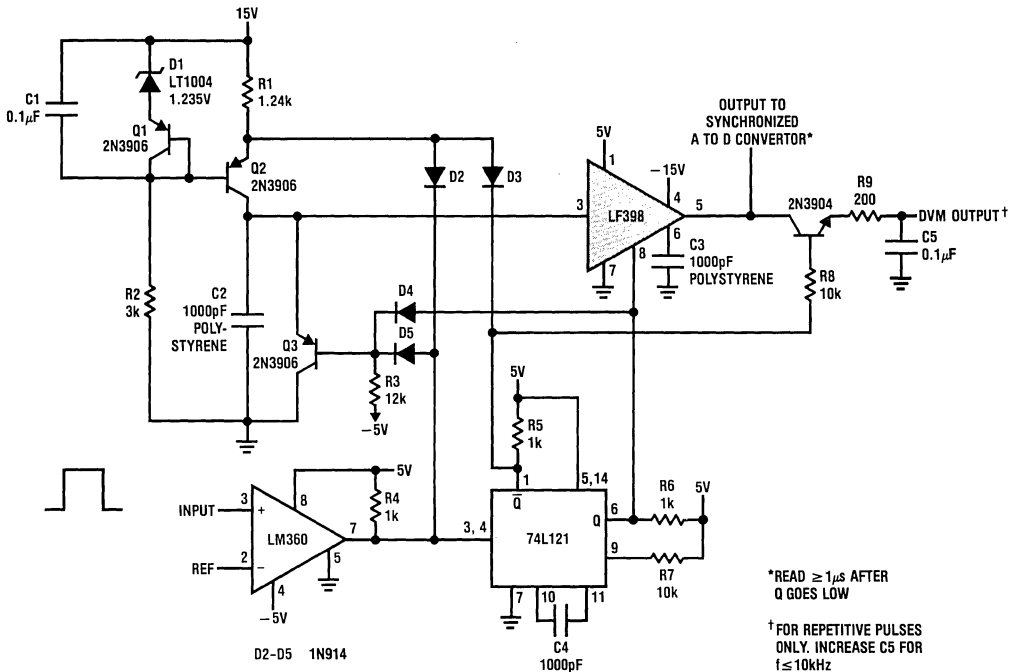 15V
D1
LT1004
1.235V
R1
1.24k
C1
0.1µF
Q1
2N3906
Q2
2N3906
D2
D3
OUTPUT TO
SYNCHRONIZED
A TO D CONVERTOR*
5V
1
−15V
4
3
LF398
5
6
7
8
C3
1000pF
POLYSTYRENE
2N3904
R9
200
DVM OUTPUT†
C5
0.1µF
R8
10k
R2
3k
C2
1000pF
POLY-
STYRENE
Q3
2N3906
D4
D5
R3
12k
−5V
5V
R5
1k
5V
R4
1k
1
5,14
Q̅
INPUT
3
+
8
LM360
7
REF
2
−
5
4
−5V
3, 4
74L121
Q
6
9
R6
1k
5V
R7
10k
7
10
11
C4
1000pF
D2-D5 1N914
*READ ≥ 1µs AFTER
Q GOES LOW
†FOR REPETITIVE PULSES
ONLY. INCREASE C5 FOR
f ≤ 10kHz